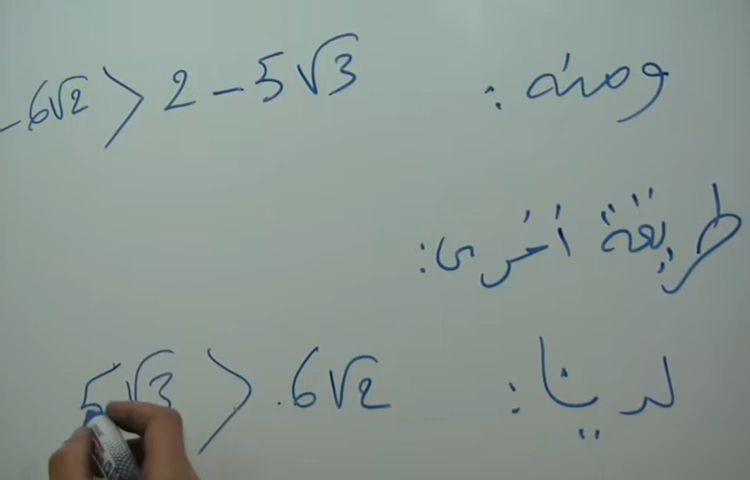 ومنه : -6√2 > 2 - 5√3
طريقة أخرى :
لدينا : 5√3 > 6√2